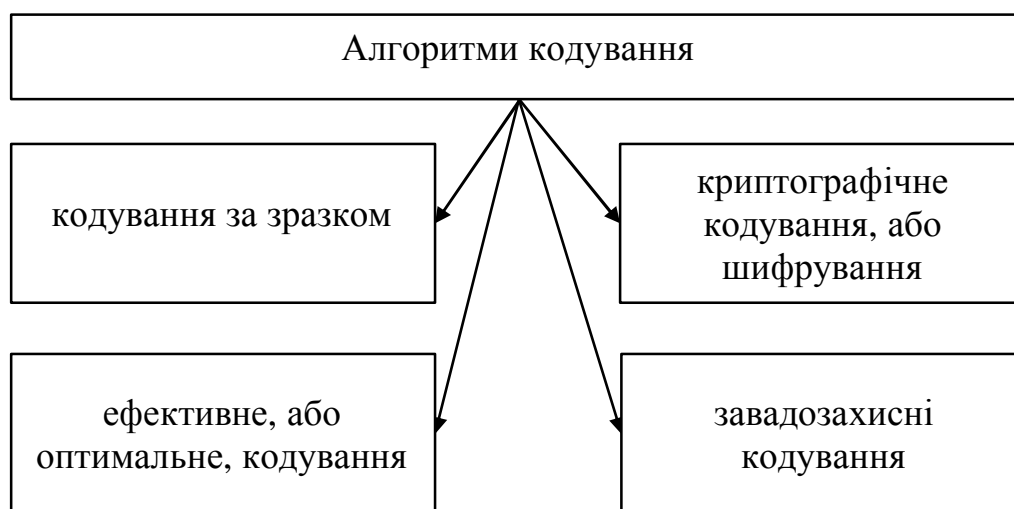 Алгоритми кодування
кодування за зразком
криптографічне
кодування, або
шифрування
ефективне, або
оптимальне, кодування
завадозахисні
кодування